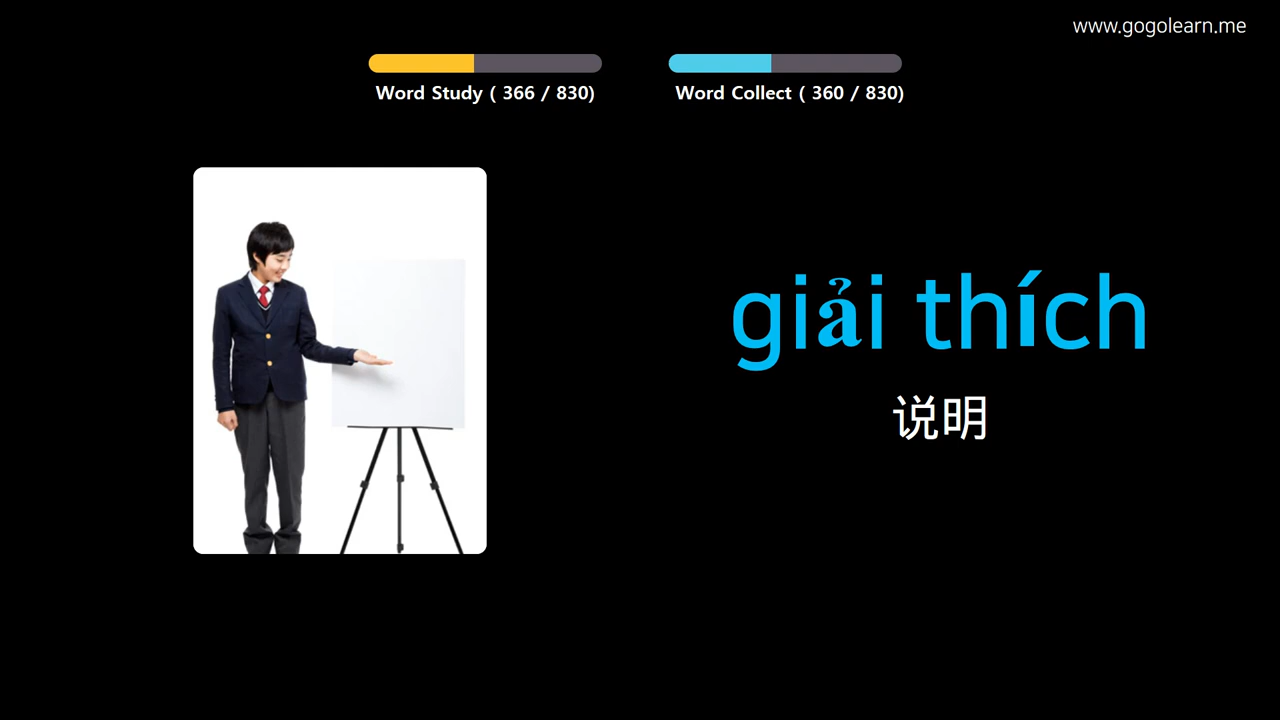 www.gogolearn.me
Word Study ( 366 / 830)
Word Collect ( 360 / 830)
giải thích
说明